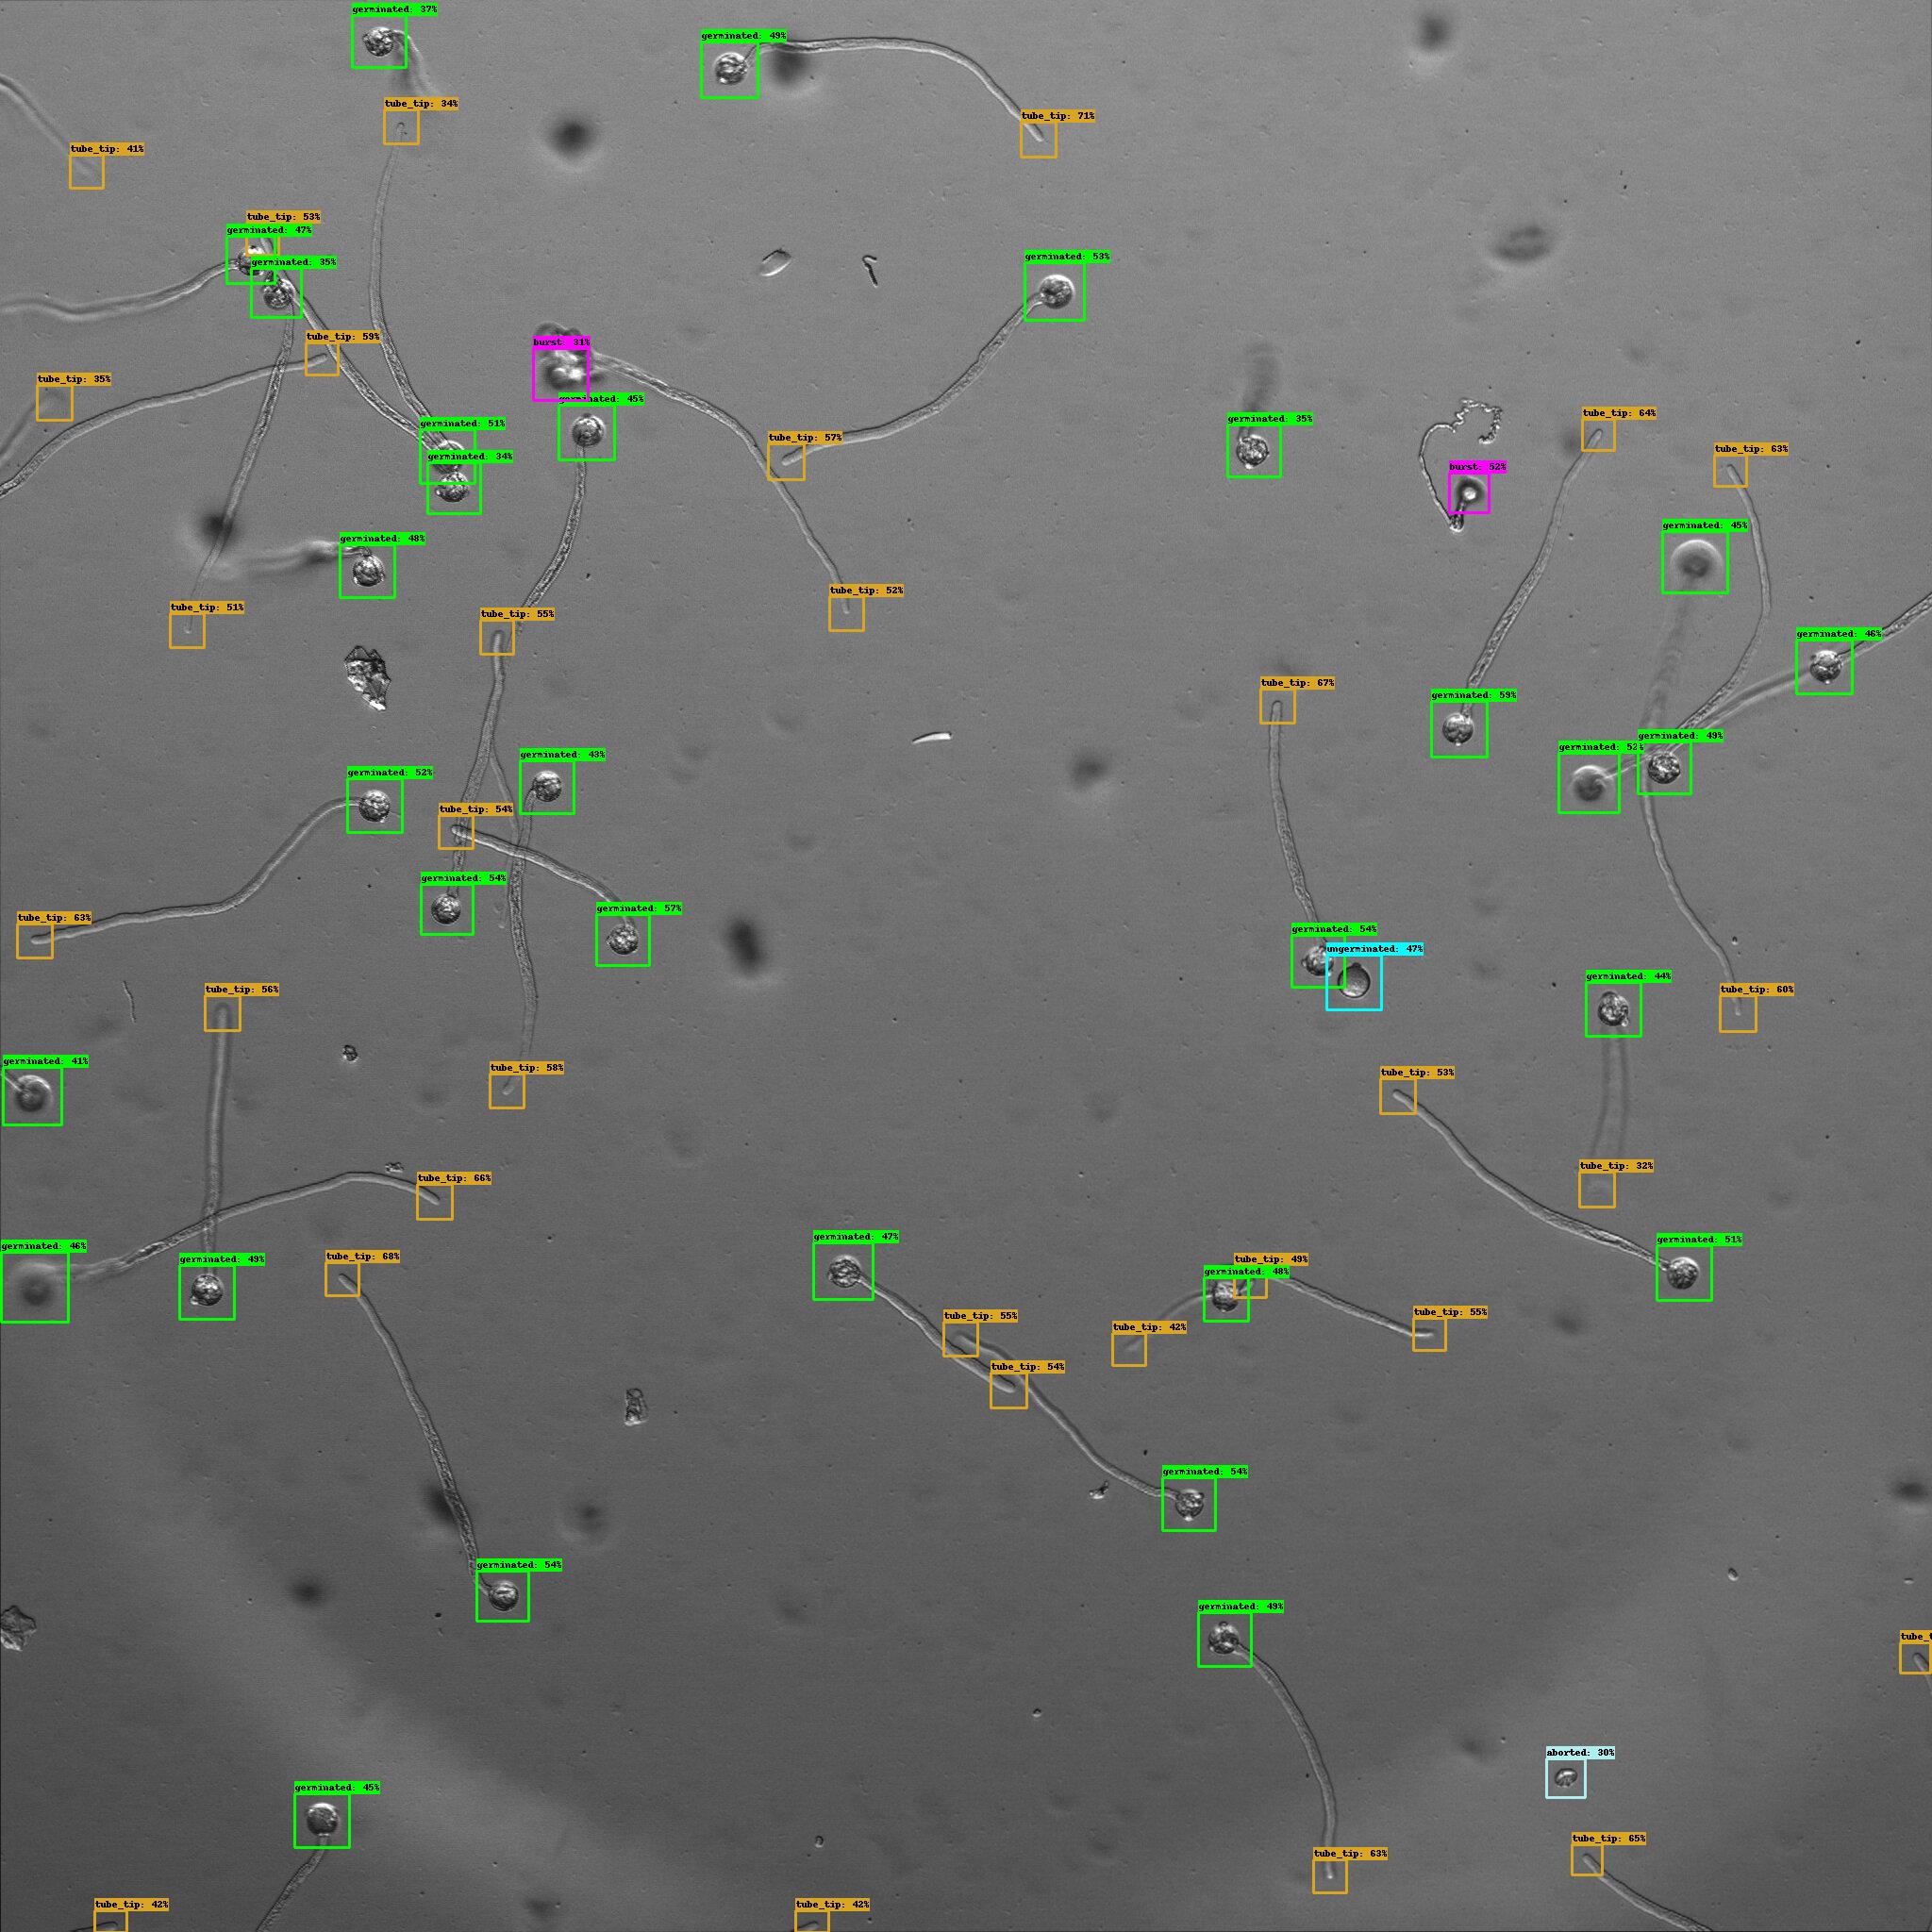 germinated: 37%
germinated: 49%
tube_tip: 34%
tube_tip: 71%
tube_tip: 41%
tube_tip: 53%
germinated: 47%
germinated: 35%
germinated: 53%
tube_tip: 59%
burst: 31%
tube_tip: 35%
germinated: 45%
tube_tip: 64%
germinated: 35%
germinated: 51%
tube_tip: 57%
tube_tip: 63%
germinated: 34%
burst: 52%
germinated: 45%
germinated: 48%
tube_tip: 52%
tube_tip: 51%
tube_tip: 55%
germinated: 46%
tube_tip: 67%
germinated: 59%
germinated: 49%
germinated: 52%
germinated: 43%
germinated: 52%
tube_tip: 54%
germinated: 54%
germinated: 57%
tube_tip: 63%
germinated: 54%
ungerminated: 47%
germinated: 44%
tube_tip: 56%
tube_tip: 60%
germinated: 41%
tube_tip: 58%
tube_tip: 53%
tube_tip: 32%
tube_tip: 66%
germinated: 47%
germinated: 51%
germinated: 46%
tube_tip: 68%
germinated: 49%
tube_tip: 49%
germinated: 48%
tube_tip: 55%
tube_tip: 55%
tube_tip: 42%
tube_tip: 54%
germinated: 54%
germinated: 54%
germinated: 49%
tube_t
aborted: 30%
germinated: 45%
tube_tip: 65%
tube_tip: 63%
tube_tip: 42%
tube_tip: 42%